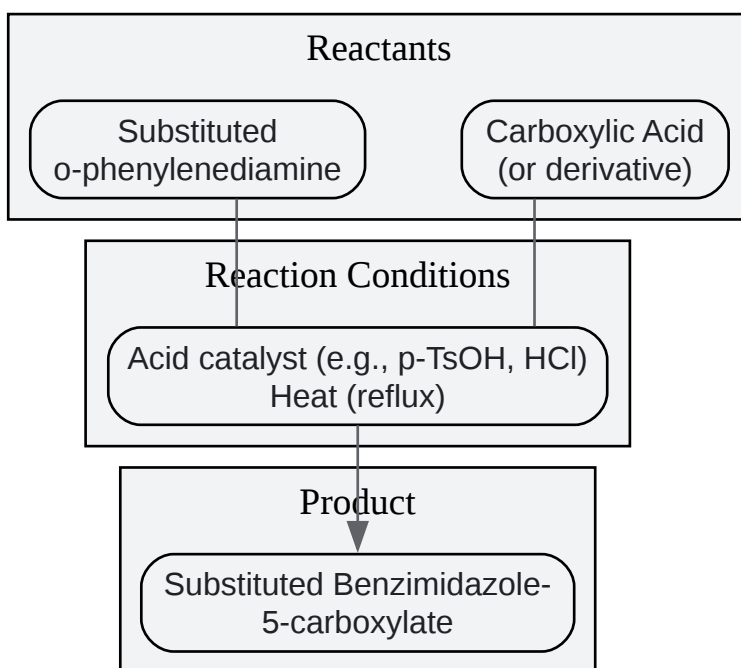 Reactants
Substituted
o-phenylenediamine
Carboxylic Acid
(or derivative)
Reaction Conditions
Acid catalyst (e.g., p-TsOH, HCl)
Heat (reflux)
Product
Substituted Benzimidazole-
5-carboxylate